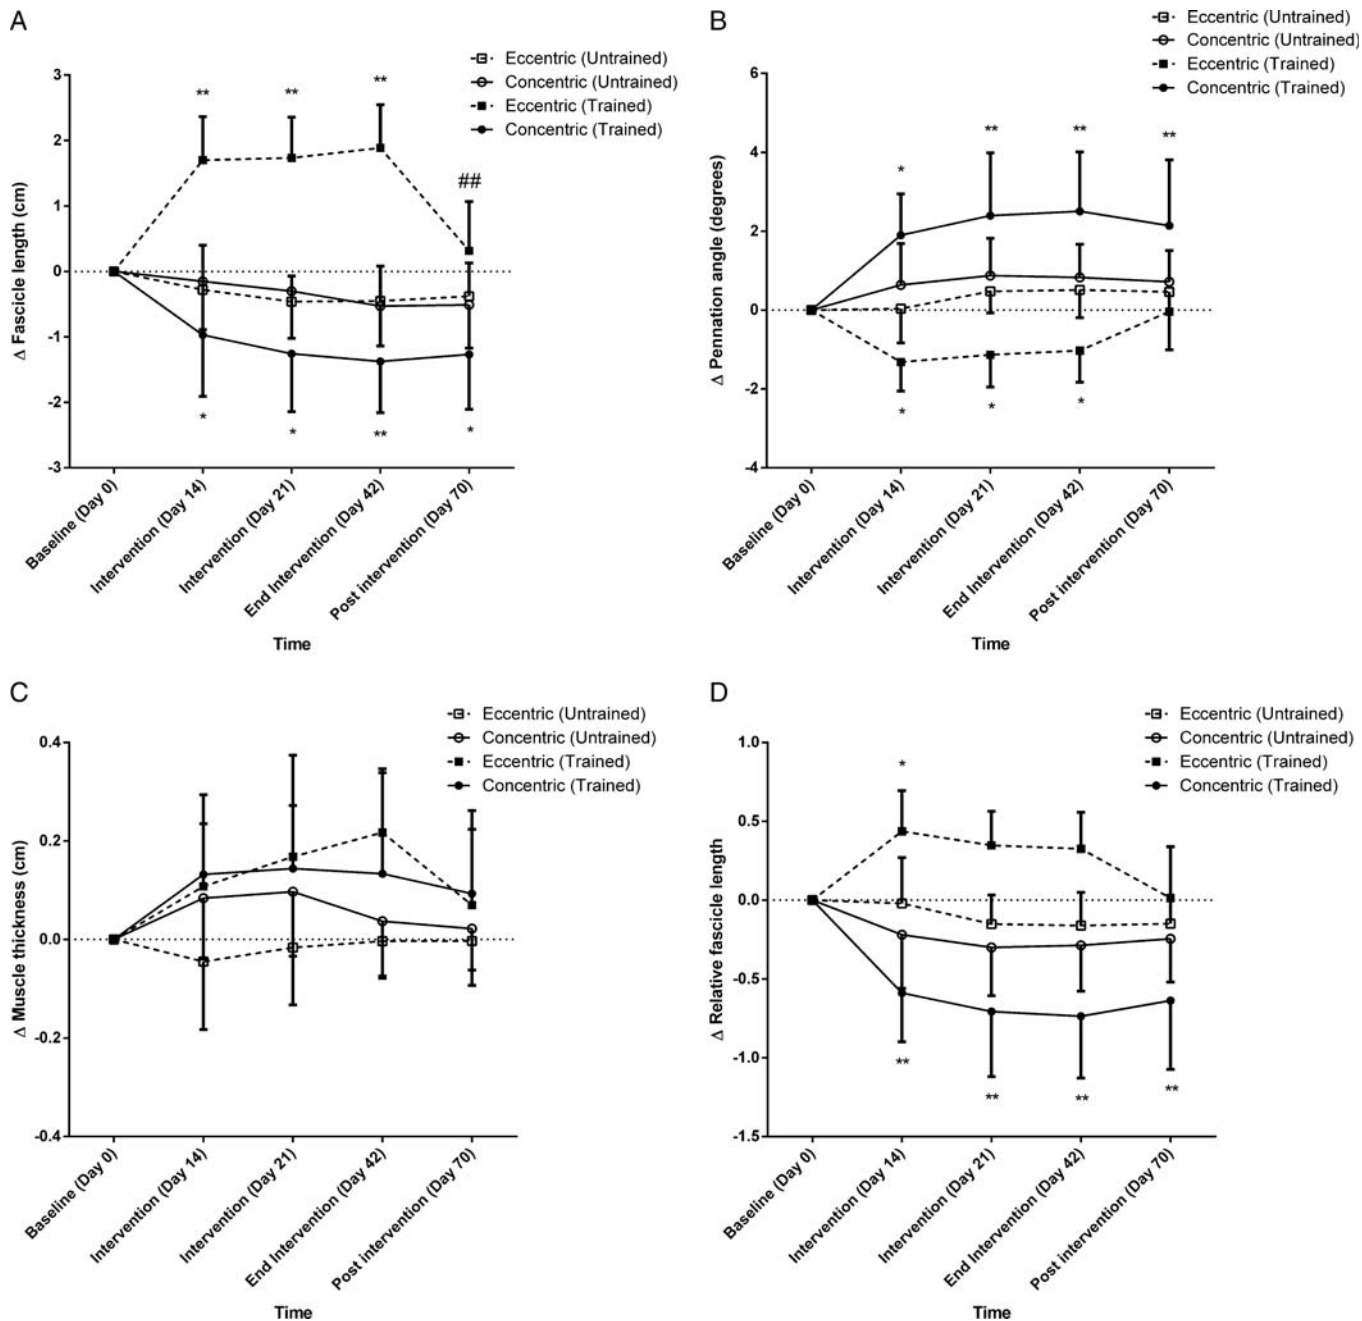 A
Eccentric (Untrained)
Concentric (Untrained)
Eccentric (Trained)
Concentric (Trained)
Δ Fascicle length (cm)
3
2
1
0
-1
-2
-3
**
**
**
##
*
*
**
*
Baseline (Day 0)
Intervention (Day 14)
Intervention (Day 21)
End Intervention (Day 42)
Post intervention (Day 70)
Time
B
Eccentric (Untrained)
Concentric (Untrained)
Eccentric (Trained)
Concentric (Trained)
Δ Pennation angle (degrees)
6
4
2
0
-2
-4
*
**
**
**
*
*
*
Baseline (Day 0)
Intervention (Day 14)
Intervention (Day 21)
End Intervention (Day 42)
Post intervention (Day 70)
Time
C
Eccentric (Untrained)
Concentric (Untrained)
Eccentric (Trained)
Concentric (Trained)
Δ Muscle thickness (cm)
0.4
0.2
0.0
-0.2
-0.4
Baseline (Day 0)
Intervention (Day 14)
Intervention (Day 21)
End Intervention (Day 42)
Post intervention (Day 70)
Time
D
Eccentric (Untrained)
Concentric (Untrained)
Eccentric (Trained)
Concentric (Trained)
Δ Relative fascicle length
1.0
0.5
0.0
-0.5
-1.0
-1.5
*
**
**
**
**
Baseline (Day 0)
Intervention (Day 14)
Intervention (Day 21)
End Intervention (Day 42)
Post intervention (Day 70)
Time